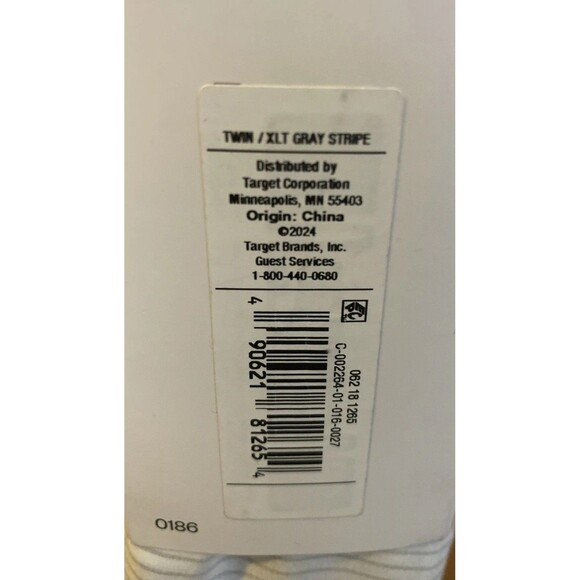 TWIN / XLT GRAY STRIPE
Distributed by
Target Corporation
Minneapolis, MN 55403
Origin: China
©2024
Target Brands, Inc.
Guest Services
1-800-440-0680
062 18 1265
C-002264-01-016-0027
4 90621 81265 4
0186